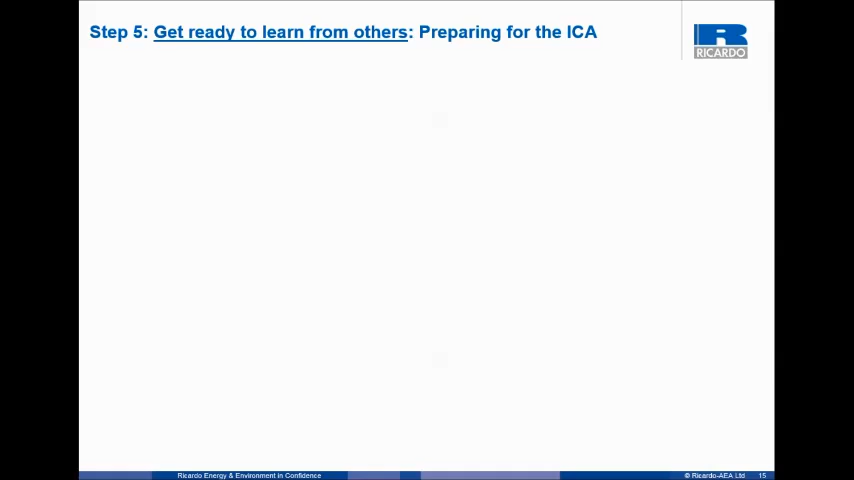 Step 5: Get ready to learn from others: Preparing for the ICA
RICARDO
Ricardo Energy & Environment in Confidence
© Ricardo-AEA Ltd
15